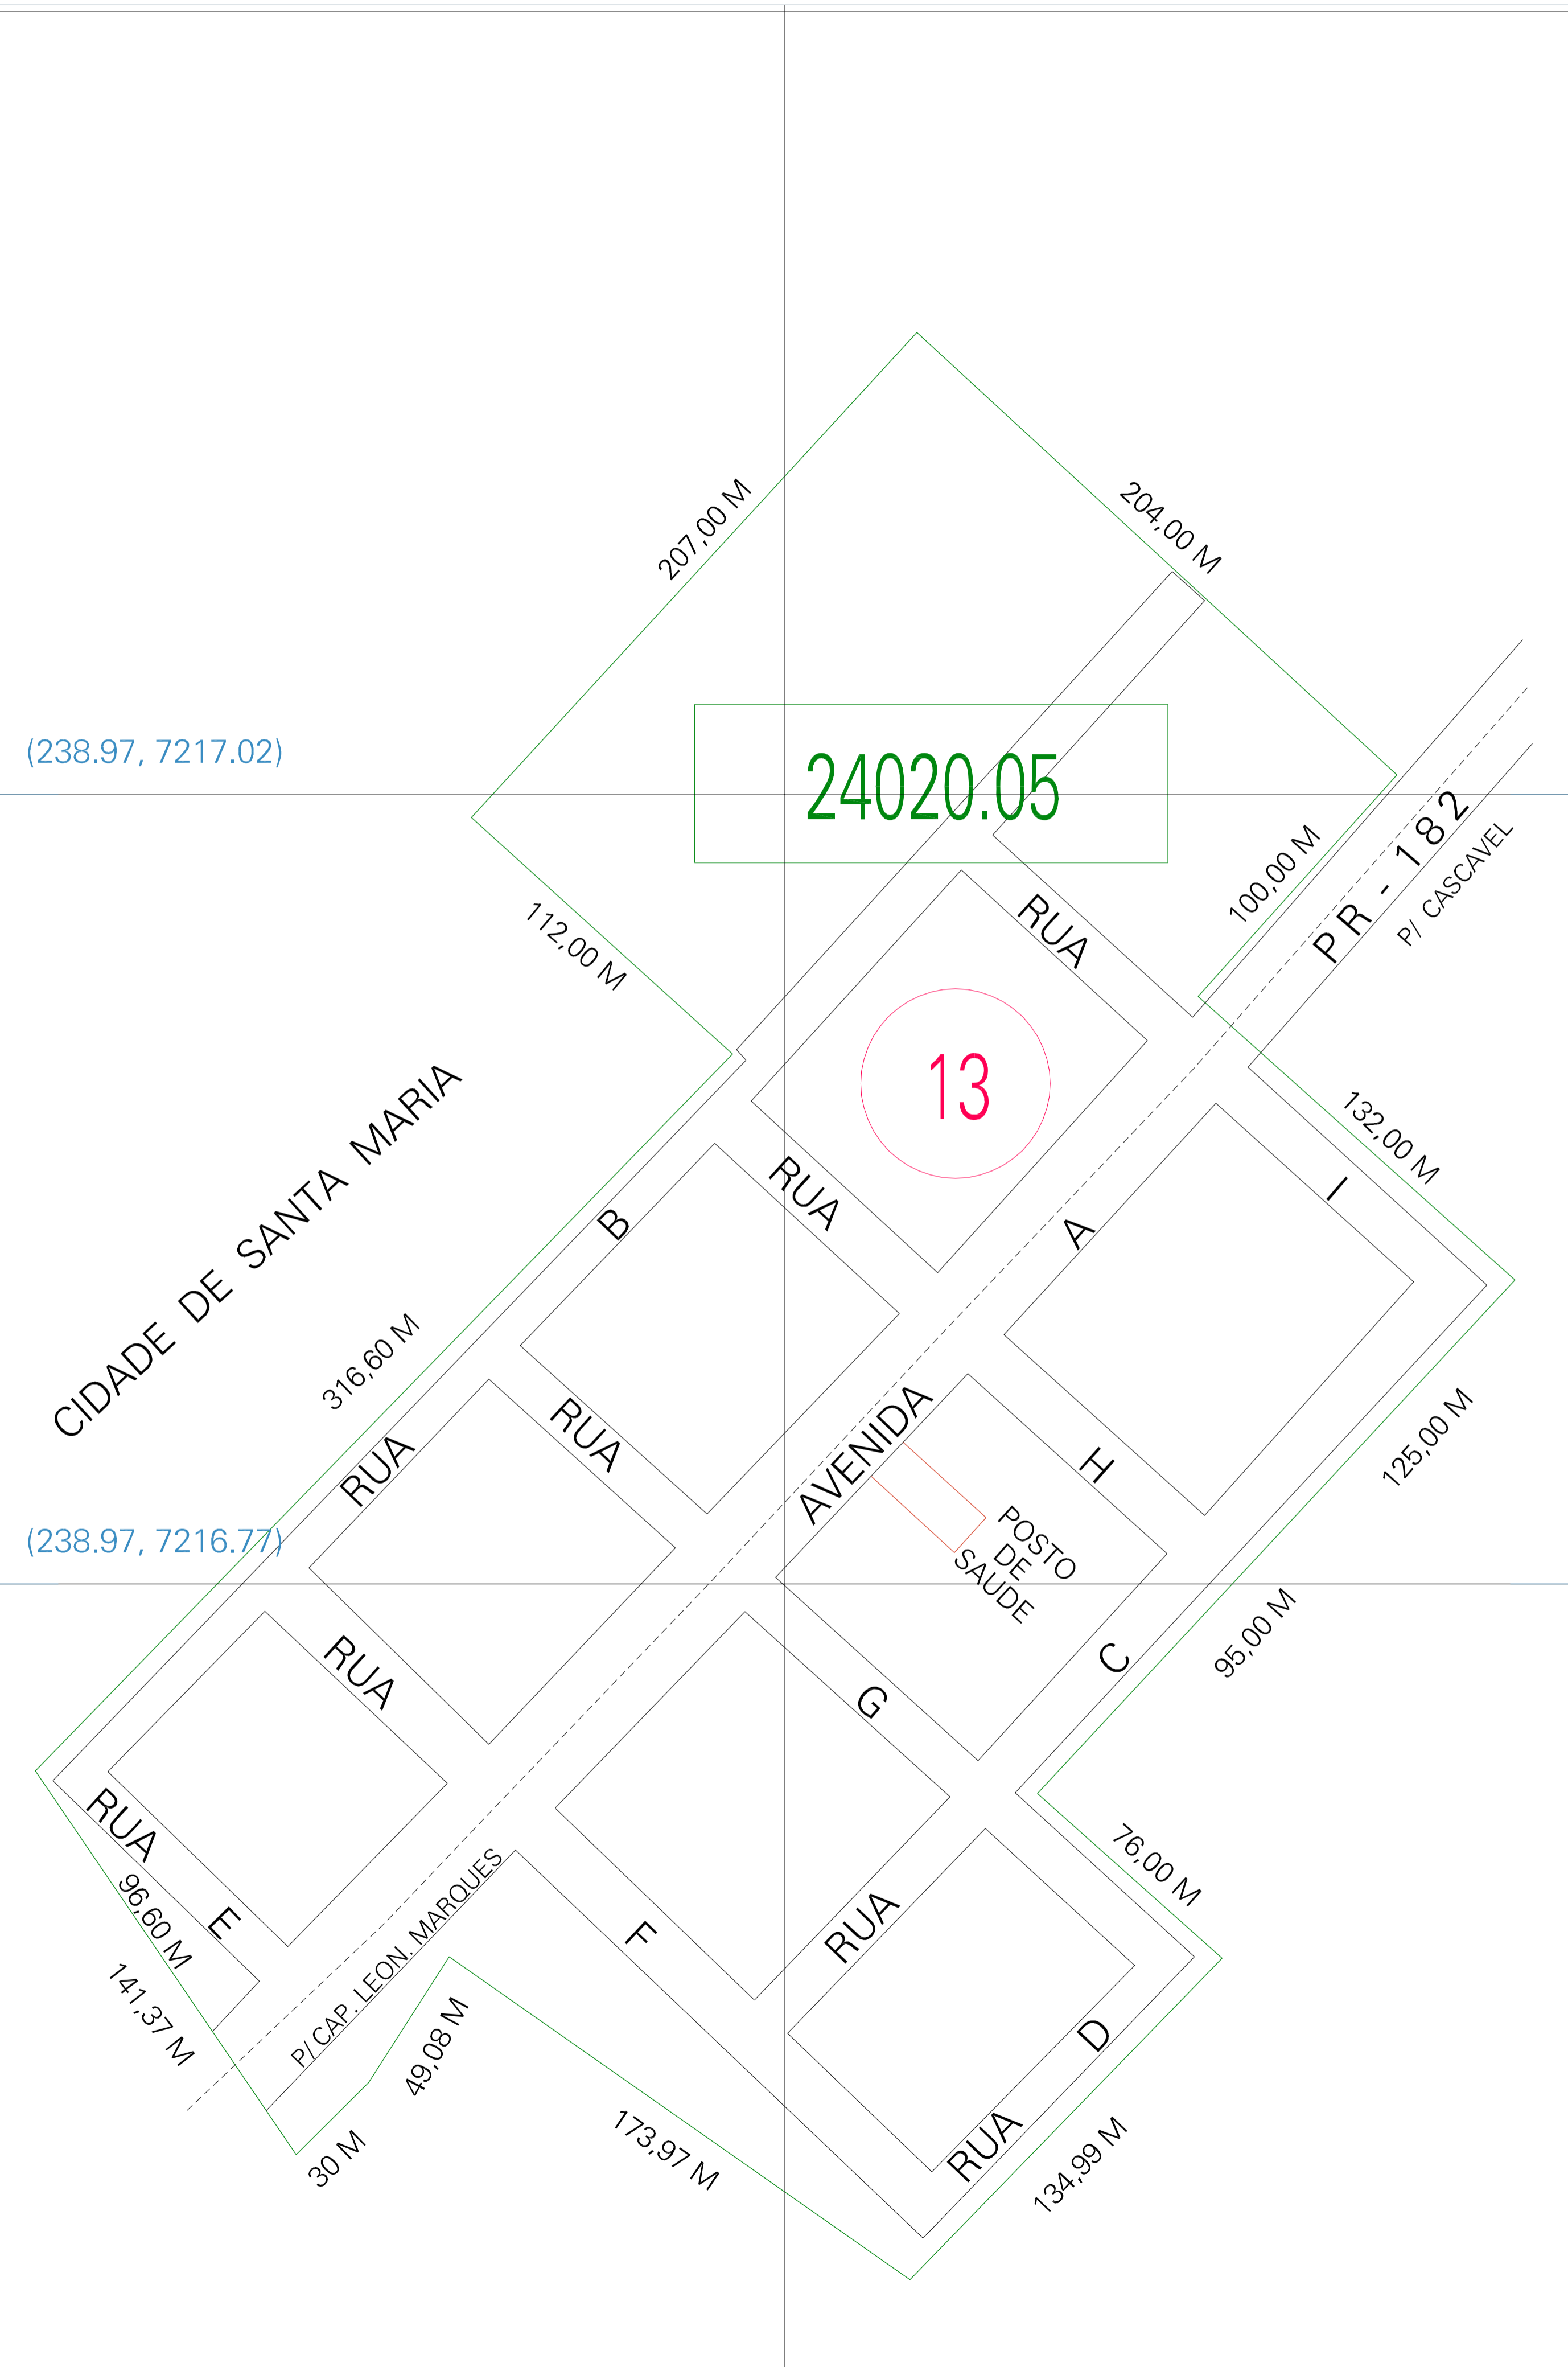 207,00 M
204,00 M
(238.97, 7217.02)
24020.05
PR - 182
P/ CASCAVEL
100,00 M
112,00 M
RUA
13
CIDADE DE SANTA MARIA
132,00 M
RUA
I
B
A
316,60 M
RUA
AVENIDA
H
125,00 M
RUA
(238.97, 7216.77)
POSTO
DE
SAUDE
RUA
C
95,00 M
G
RUA
76,00 M
96,60 M
E
P/ CAP. LEON. MARQUES
F
RUA
141,37 M
49,08 M
D
30 M
173,97 M
RUA
134,99 M